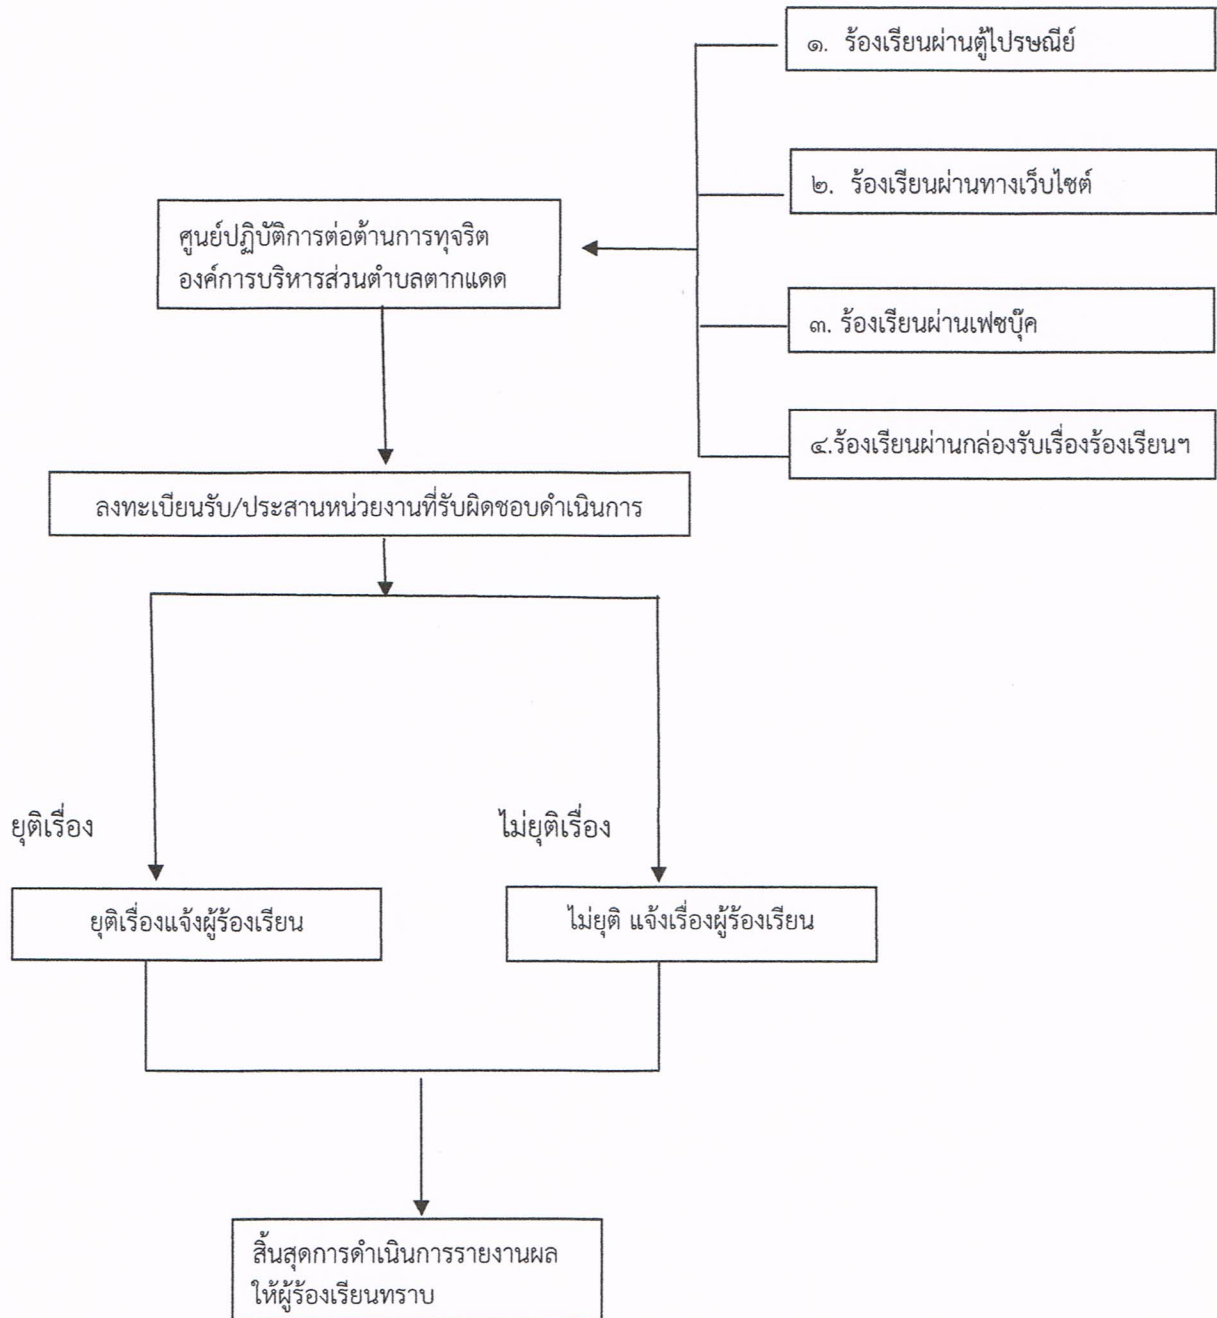 ๑. ร้องเรียนผ่านตู้ไปรษณีย์
๒. ร้องเรียนผ่านทางเว็บไซต์
ศูนย์ปฏิบัติการต่อต้านการทุจริต
องค์การบริหารส่วนตำบลตากแดด
๓. ร้องเรียนผ่านเฟซบุ๊ค
๔.ร้องเรียนผ่านกล่องรับเรื่องร้องเรียนฯ
ลงทะเบียนรับ/ประสานหน่วยงานที่รับผิดชอบดำเนินการ
ยุติเรื่อง
ไม่ยุติเรื่อง
ยุติเรื่องแจ้งผู้ร้องเรียน
ไม่ยุติ แจ้งเรื่องผู้ร้องเรียน
สิ้นสุดการดำเนินการรายงานผล
ให้ผู้ร้องเรียนทราบ